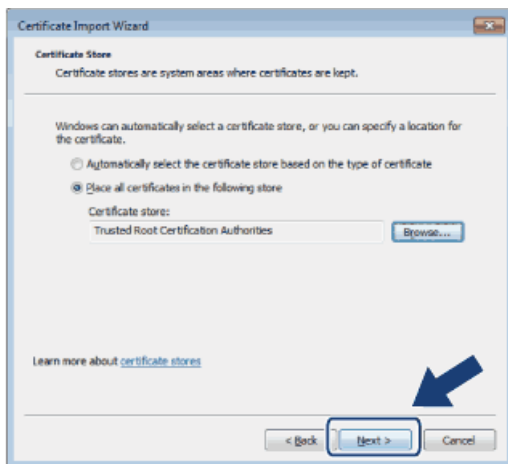 Certificate Import Wizard
Certificate Store
Certificate stores are system areas where certificates are kept.
Windows can automatically select a certificate store, or you can specify a location for
the certificate.
Automatically select the certificate store based on the type of certificate
Place all certificates in the following store
Certificate store:
Trusted Root Certification Authorities
Browse...
Learn more about certificate stores
< Back Next > Cancel